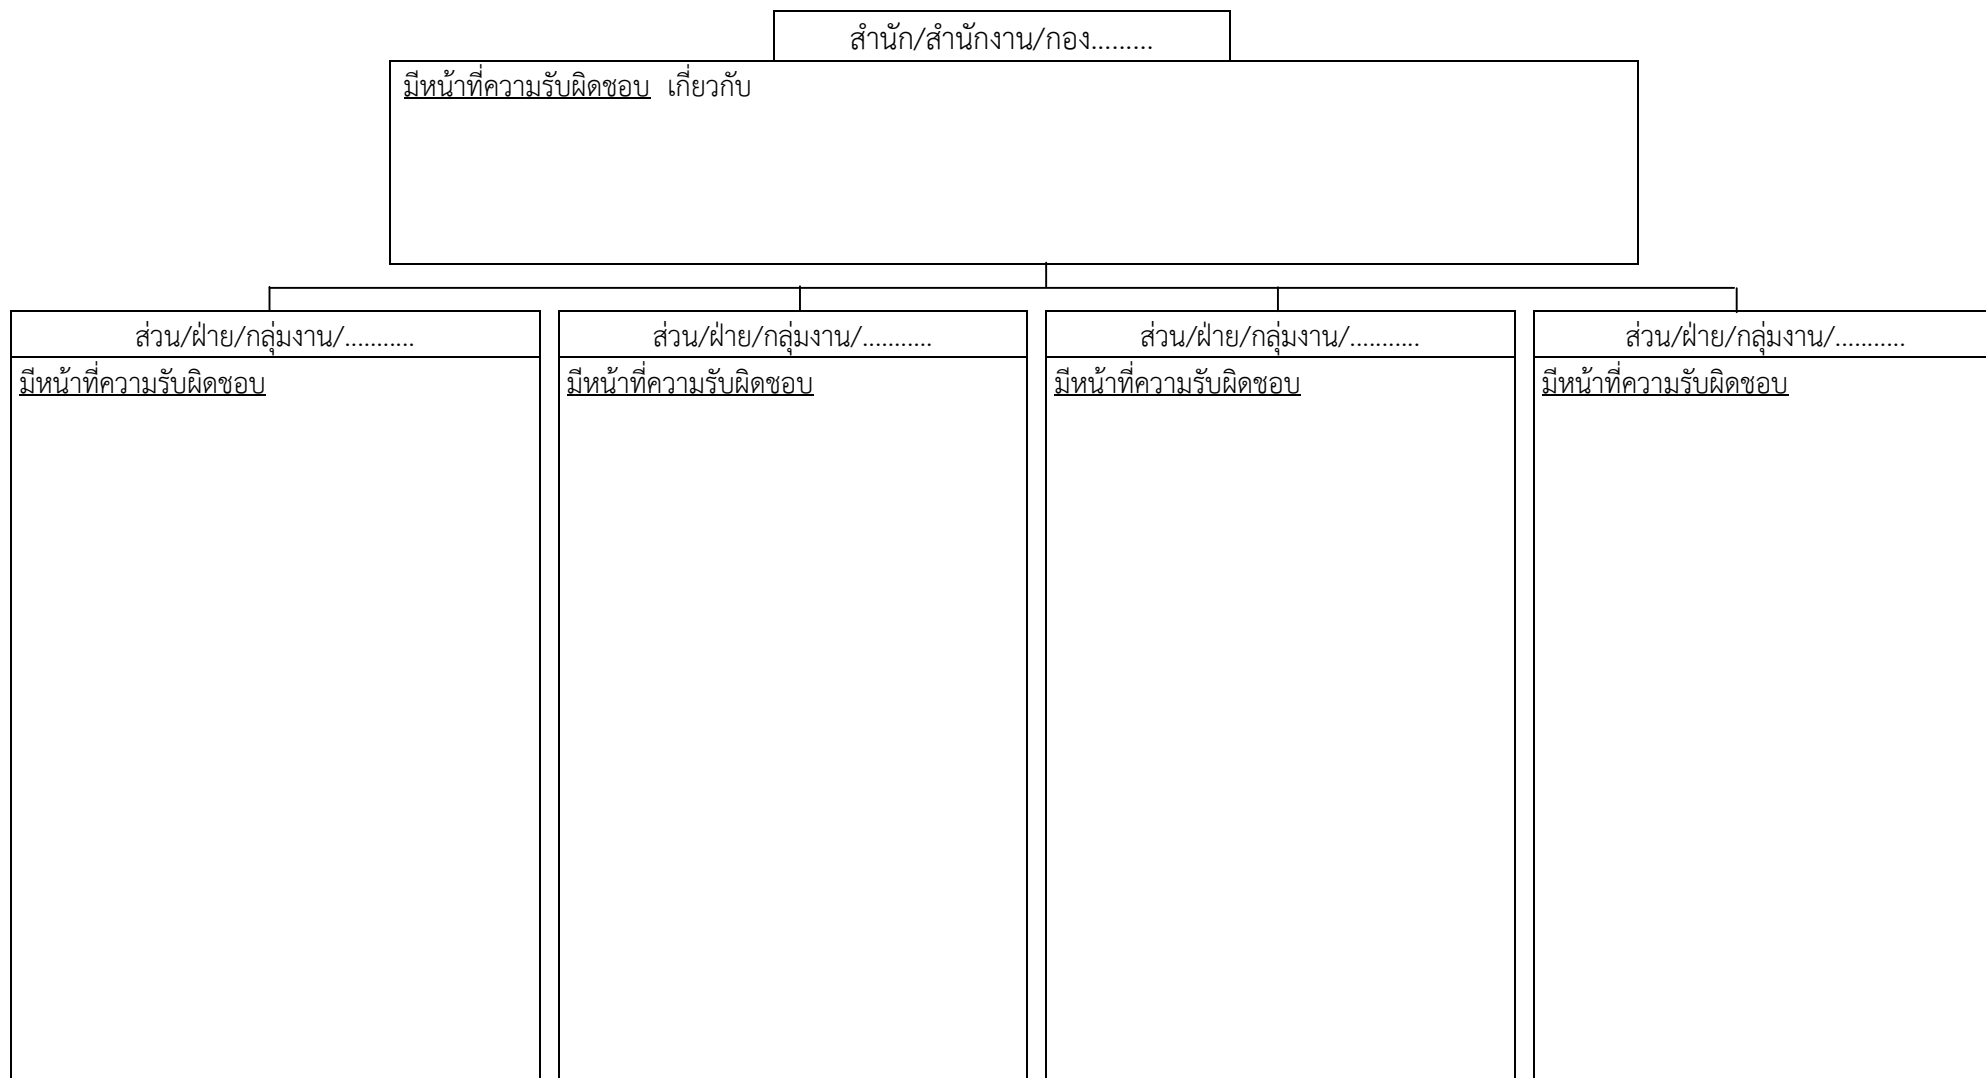 สำนัก/สำนักงาน/กอง.........
มีหน้าที่ความรับผิดชอบ เกี่ยวกับ
ส่วน/ฝ่าย/กลุ่มงาน/...........
มีหน้าที่ความรับผิดชอบ
ส่วน/ฝ่าย/กลุ่มงาน/...........
มีหน้าที่ความรับผิดชอบ
ส่วน/ฝ่าย/กลุ่มงาน/...........
มีหน้าที่ความรับผิดชอบ
ส่วน/ฝ่าย/กลุ่มงาน/...........
มีหน้าที่ความรับผิดชอบ